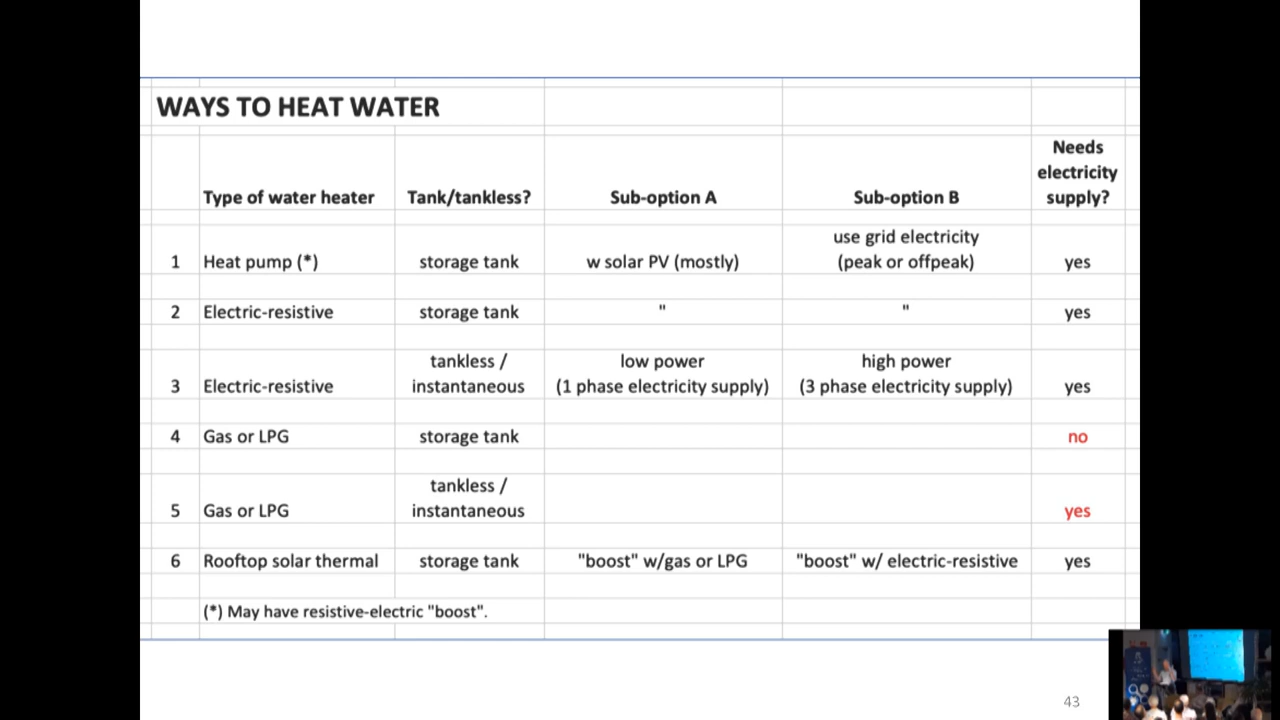 WAYS TO HEAT WATER
Needs
electricity
Type of water heater Tank/tankless? Sub-option A Sub-option B supply?
use grid electricity
1 Heat pump (*) storage tank w solar PV (mostly) (peak or offpeak) yes
2 Electric-resistive storage tank " " yes
tankless / low power high power
3 Electric-resistive instantaneous (1 phase electricity supply) (3 phase electricity supply) yes
4 Gas or LPG storage tank no
tankless /
5 Gas or LPG instantaneous yes
6 Rooftop solar thermal storage tank "boost" w/gas or LPG "boost" w/ electric-resistive yes
(*) May have resistive-electric "boost".
43